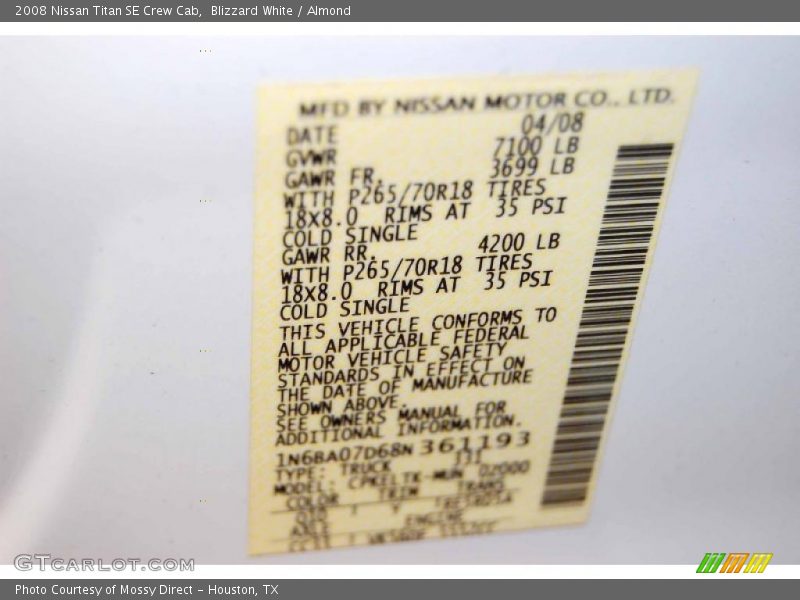 2008 Nissan Titan SE Crew Cab, Blizzard White / Almond
MFD BY NISSAN MOTOR CO., LTD.
DATE 04/08
GVWR 7100 LB
GAWR FR. 3699 LB
WITH P265/70R18 TIRES
18X8.0 RIMS AT 35 PSI
COLD SINGLE
GAWR RR. 4200 LB
WITH P265/70R18 TIRES
18X8.0 RIMS AT 35 PSI
COLD SINGLE
THIS VEHICLE CONFORMS TO
ALL APPLICABLE FEDERAL
MOTOR VEHICLE SAFETY
STANDARDS IN EFFECT ON
THE DATE OF MANUFACTURE
SHOWN ABOVE.
SEE OWNERS MANUAL FOR
ADDITIONAL INFORMATION.
1N6BA07D68N361193
TYPE: TRUCK
MODEL: 02000
COLOR TRIM TRANS
ENGINE
GTCARLOT.COM
Photo Courtesy of Mossy Direct – Houston, TX